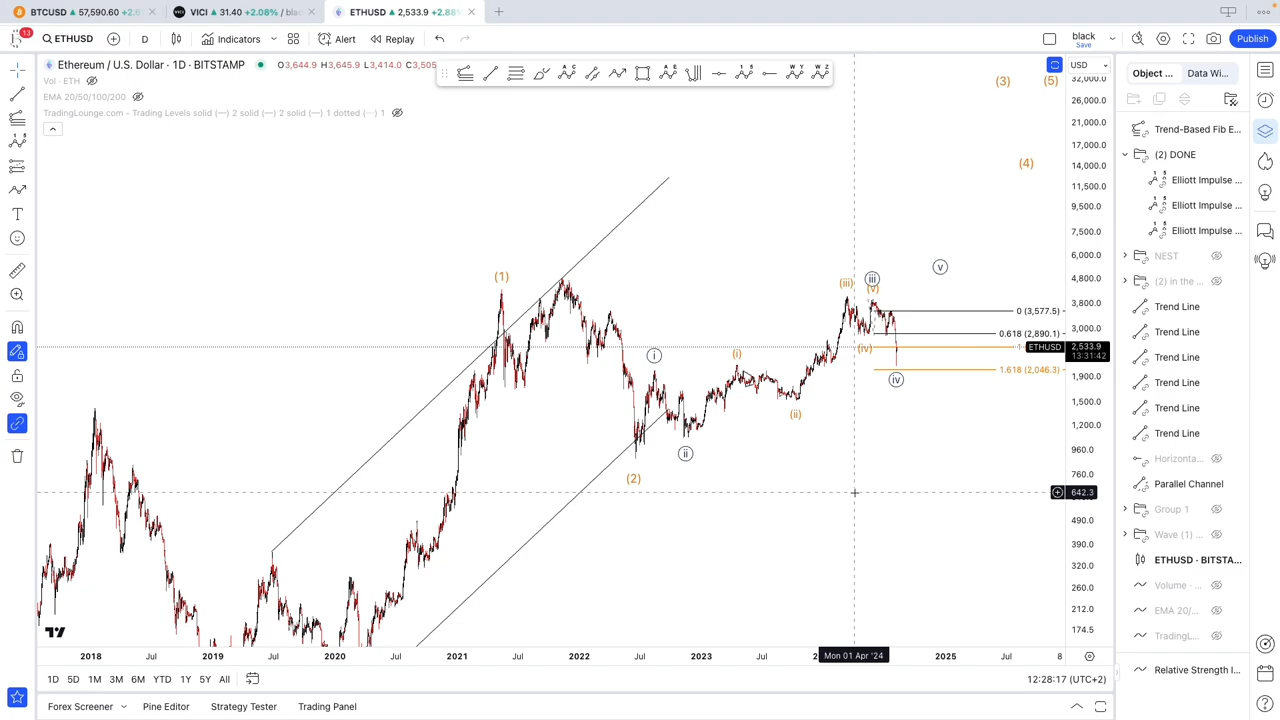 BTCUSD ▲ 57,590.60 +2.6
VICI ▲ 31.40 +2.08% / blac
ETHUSD ▲ 2,533.9 +2.88%
13
ETHUSD
D
Indicators
Alert
Replay
black
Save
Publish
Ethereum / U.S. Dollar · 1D · BITSTAMP
O3,644.9 H3,645.9 L3,414.0 C3,505
Vol · ETH
EMA 20/50/100/200
TradingLounge.com - Trading Levels solid (—) 2 solid (—) 2 solid (—) 1 dotted (—) 1
USD
32,000.0
26,000.0
21,000.0
17,000.0
14,000.0
11,500.0
9,500.0
7,500.0
6,000.0
4,800.0
3,800.0
3,000.0
ETHUSD
2,533.9
13:31:42
1,900.0
1,500.0
1,200.0
960.0
760.0
642.3
490.0
390.0
320.0
260.0
212.0
174.5
(3)
(5)
(4)
(1)
(2)
i
ii
(i)
(ii)
(iii)
iii
(v)
(iv)
iv
v
0 (3,577.5)
0.618 (2,890.1)
1.618 (2,046.3)
2018
Jul
2019
Jul
2020
Jul
2021
Jul
2022
Jul
2023
Jul
Mon 01 Apr '24
2025
Jul
8
1D 5D 1M 3M 6M YTD 1Y 5Y All
12:28:17 (UTC+2)
Forex Screener
Pine Editor
Strategy Tester
Trading Panel
Object ...
Data Wi...
Trend-Based Fib E...
(2) DONE
Elliott Impulse ...
Elliott Impulse ...
Elliott Impulse ...
NEST
(2) in the ...
Trend Line
Trend Line
Trend Line
Trend Line
Trend Line
Trend Line
Horizonta...
Parallel Channel
Group 1
Wave (1) ...
ETHUSD · BITSTA...
Volume · ...
EMA 20/...
TradingL...
Relative Strength I...